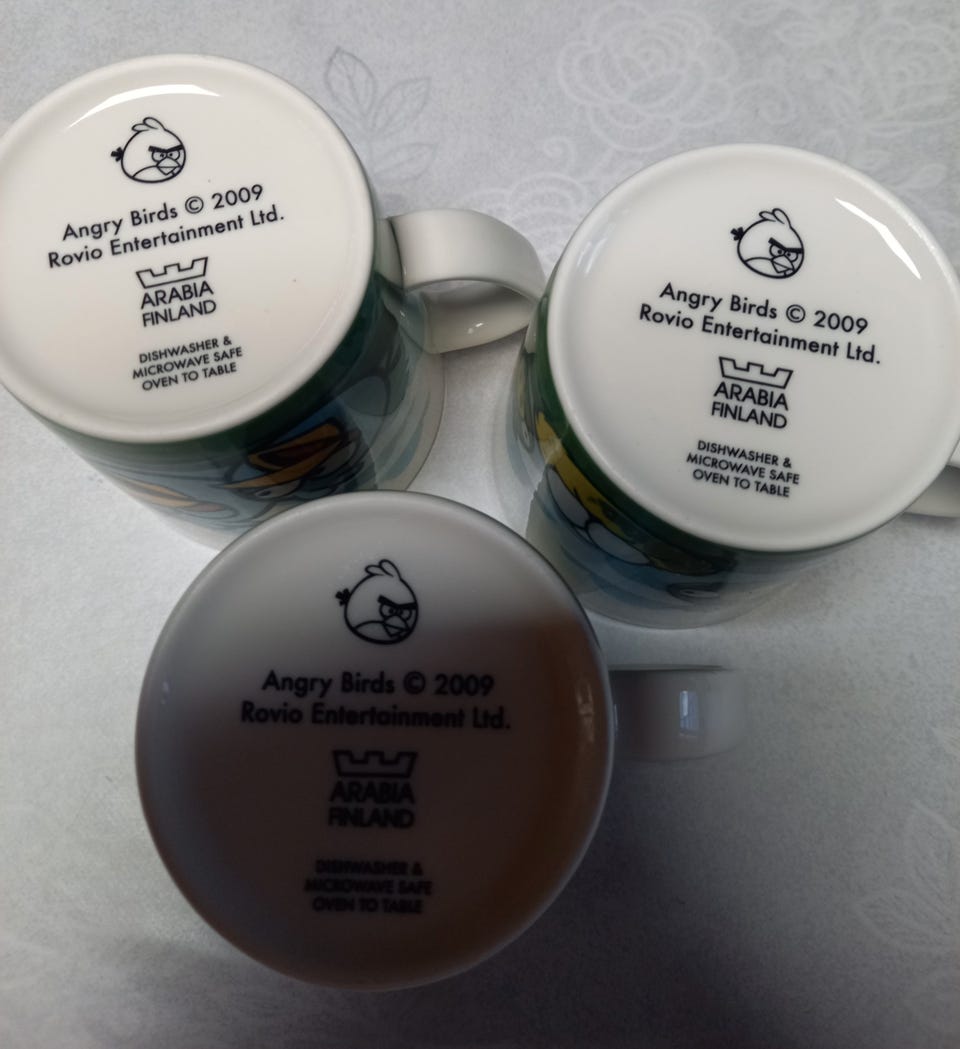 Angry Birds © 2009
Rovio Entertainment Ltd.
ARABIA
FINLAND
DISHWASHER &
MICROWAVE SAFE
OVEN TO TABLE
Angry Birds © 2009
Rovio Entertainment Ltd.
ARABIA
FINLAND
DISHWASHER &
MICROWAVE SAFE
OVEN TO TABLE
Angry Birds © 2009
Rovio Entertainment Ltd.
ARABIA
FINLAND
DISHWASHER &
MICROWAVE SAFE
OVEN TO TABLE